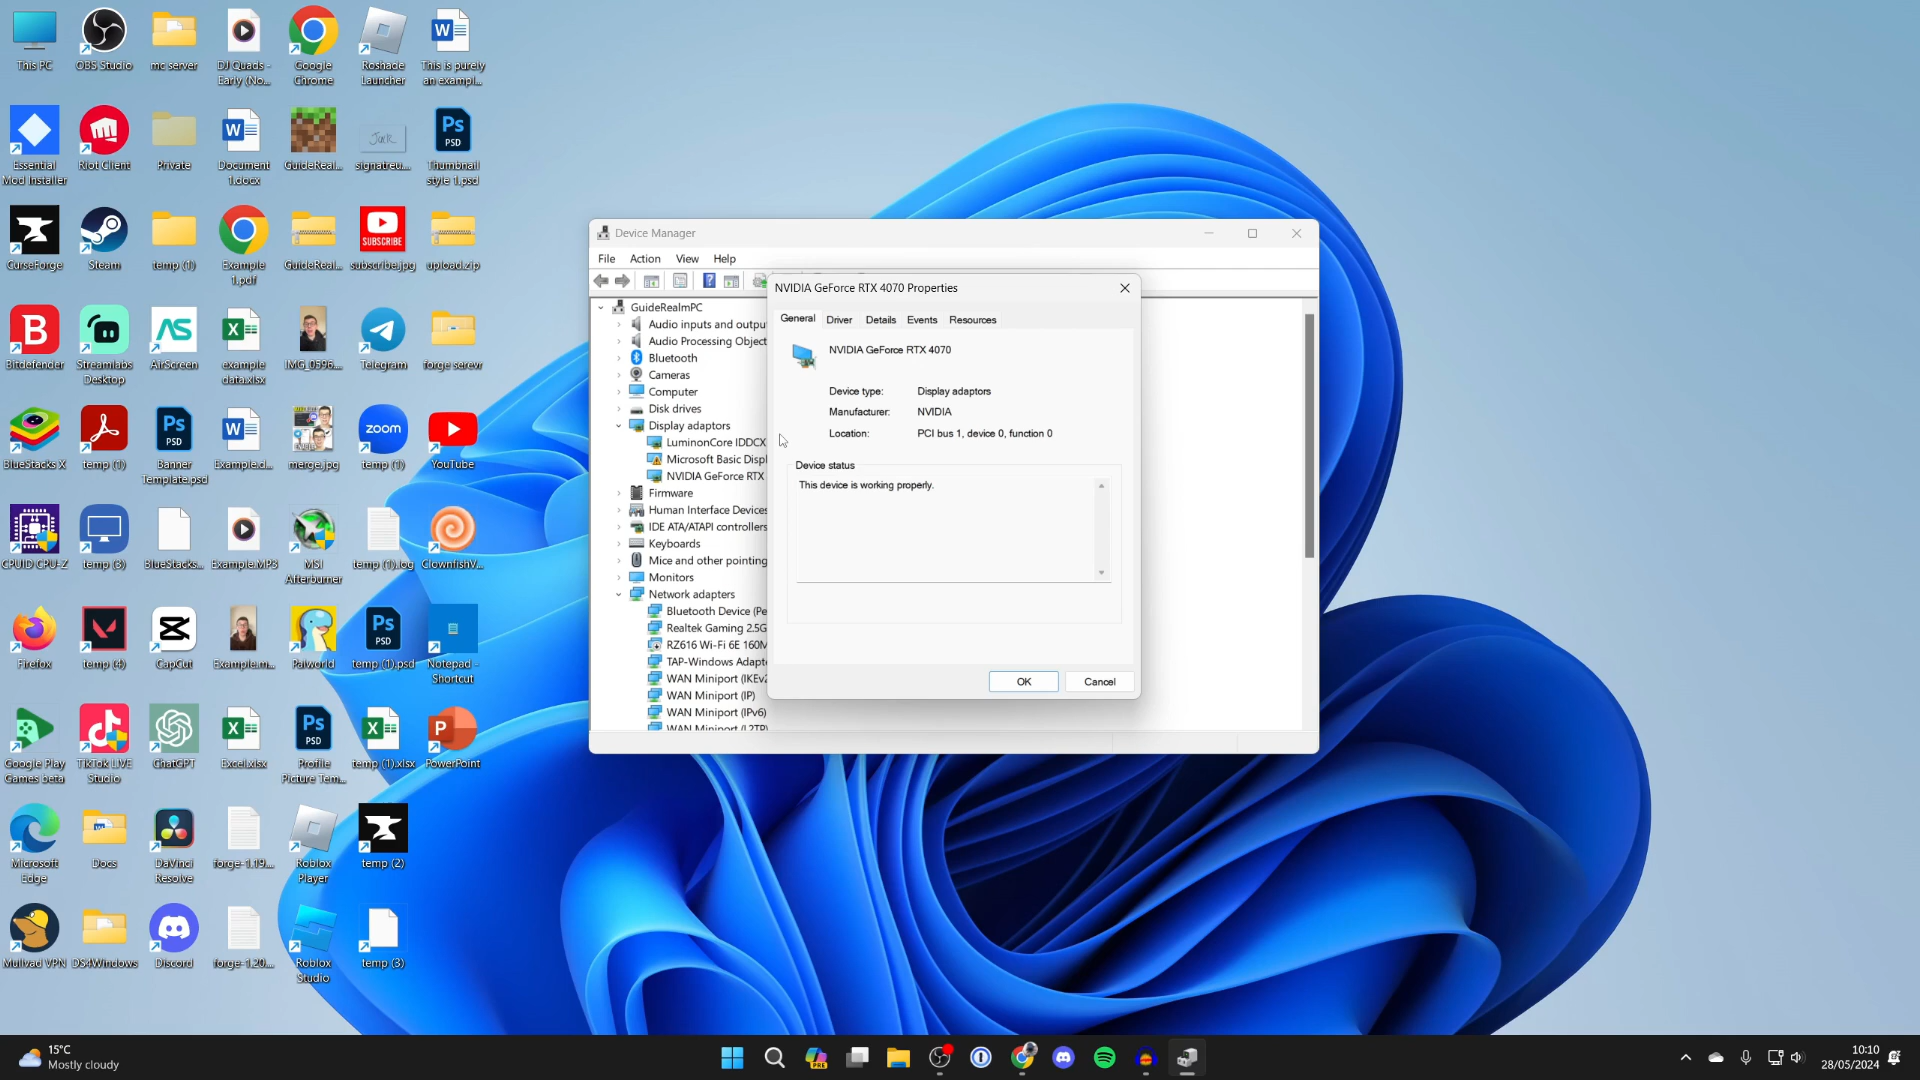 This PC
OBS Studio
mc server
DJ Quads -
Early (No...
Google
Chrome
Roshade
Launcher
This is purely
an exampl...
Essential
Mod Installer
Riot Client
Private
Document
1.docx
GuideReal...
signatreu...
Thumbnail
style 1.psd
CurseForge
Steam
temp (1)
Example
1.pdf
GuideReal...
SUBSCRIBE
subscribe.jpg
upload.zip
Bitdefender
Streamlabs
Desktop
AirScreen
example
data.xlsx
IMG_0596...
Telegram
forge serevr
BlueStacks X
temp (1)
Banner
Template.psd
Example.d...
merge.jpg
zoom
temp (1)
YouTube
CPUID CPU-Z
temp (3)
BlueStacks...
Example.MP3
MSI
Afterburner
temp (1).log
ClownfishV...
Firefox
temp (4)
CapCut
Example.m...
Palworld
temp (1).psd
Notepad -
Shortcut
Google Play
Games beta
TikTok LIVE
Studio
ChatGPT
Excel.xlsx
Profile
Picture Tem...
temp (1).xlsx
PowerPoint
Microsoft
Edge
Docs
DaVinci
Resolve
forge-1.19...
Roblox
Player
temp (2)
Mullvad VPN
DS4Windows
Discord
forge-1.20...
Roblox
Studio
temp (3)
Device Manager
File Action View Help
GuideRealmPC
Audio inputs and outpu
Audio Processing Object
Bluetooth
Cameras
Computer
Disk drives
Display adaptors
LuminonCore IDDCX
Microsoft Basic Displ
NVIDIA GeForce RTX
Firmware
Human Interface Devices
IDE ATA/ATAPI controllers
Keyboards
Mice and other pointing
Monitors
Network adapters
Bluetooth Device (Pe
Realtek Gaming 2.5G
RZ616 Wi-Fi 6E 160M
TAP-Windows Adapt
WAN Miniport (IKEv2
WAN Miniport (IP)
WAN Miniport (IPv6)
WAN Miniport (L2TP)
NVIDIA GeForce RTX 4070 Properties
General Driver Details Events Resources
NVIDIA GeForce RTX 4070
Device type: Display adaptors
Manufacturer: NVIDIA
Location: PCI bus 1, device 0, function 0
Device status
This device is working properly.
OK Cancel
15°C
Mostly cloudy
PRE
10:10
28/05/2024